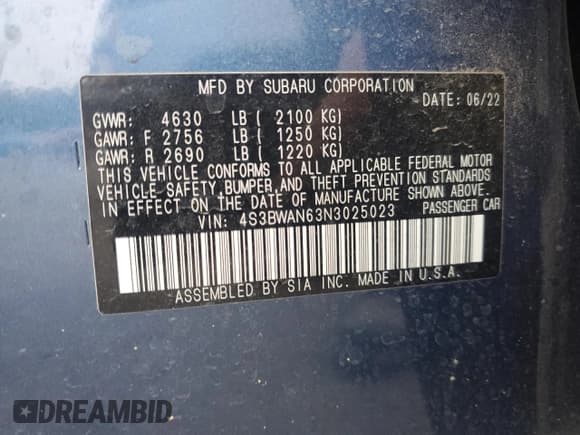 MFD BY SUBARU CORPORATION
DATE: 06/22
GVWR: 4630 LB ( 2100 KG)
GAWR: F 2756 LB ( 1250 KG)
GAWR: R 2690 LB ( 1220 KG)
THIS VEHICLE CONFORMS TO ALL APPLICABLE FEDERAL MOTOR
VEHICLE SAFETY,BUMPER,AND THEFT PREVENTION STANDARDS
IN EFFECT ON THE DATE OF MANUFACTURE SHOWN ABOVE.
VIN: 4S3BWAN63N3025023 PASSENGER CAR
ASSEMBLED BY SIA INC. MADE IN U.S.A.
DREAMBID